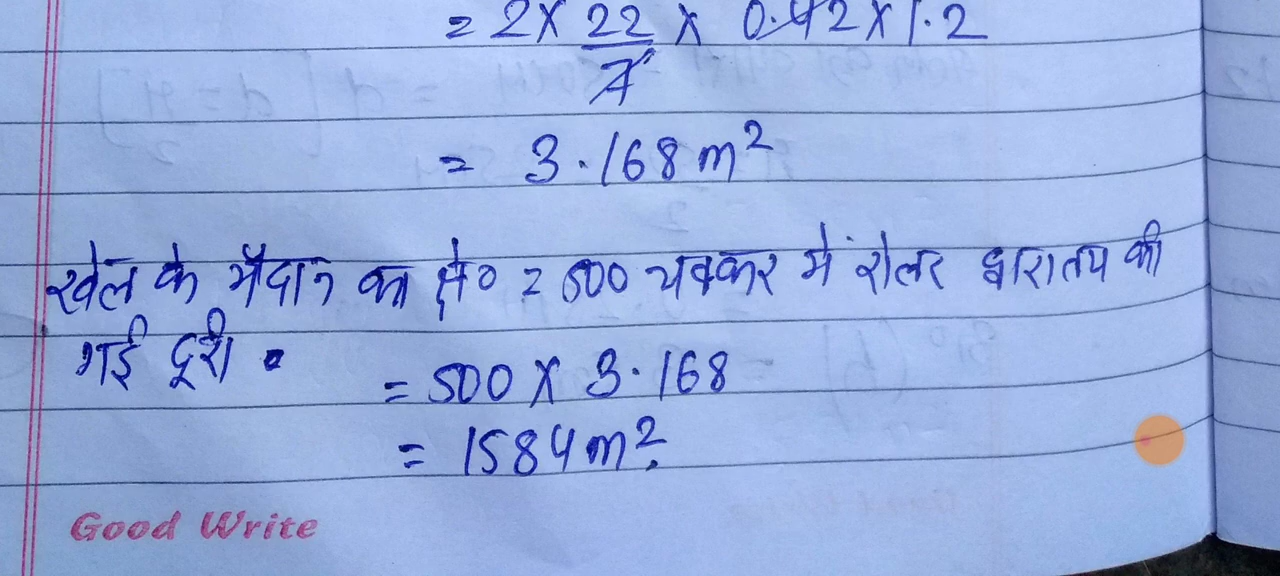 = 2 × 22/7 × 0.42 × 1.2
= 3.168 m²
खेल के मैदान का क्षे० = 500 चक्कर में रोलर द्वारा तय की
गई दूरी
= 500 × 3.168
= 1584 m².
Good Write